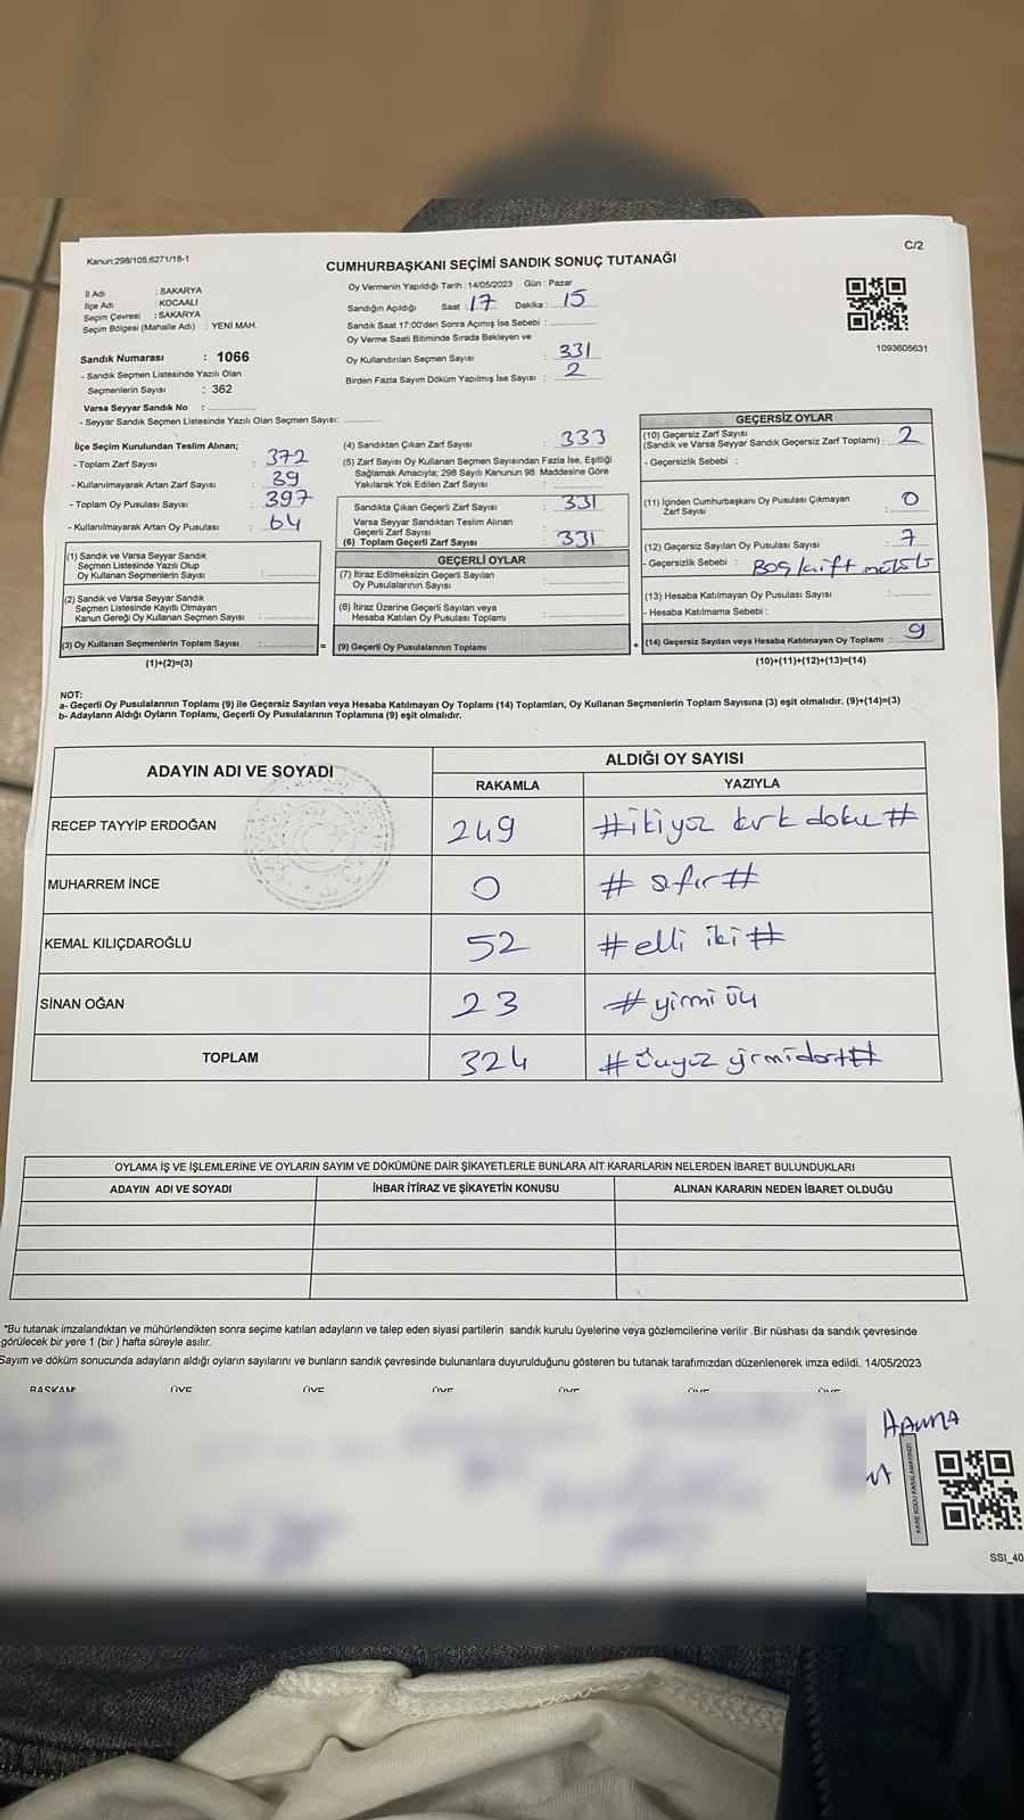 Kanun:298/105,6271/18-1
C/2
CUMHURBAŞKANI SEÇİMİ SANDIK SONUÇ TUTANAĞI
İl Adı : SAKARYA
İlçe Adı : KOCAALİ
Seçim Çevresi : SAKARYA
Seçim Bölgesi (Mahalle Adı) : YENİ MAH.
Sandık Numarası : 1066
- Sandık Seçmen Listesinde Yazılı Olan
Seçmenlerin Sayısı : 362
Varsa Seyyar Sandık No :
- Seyyar Sandık Seçmen Listesinde Yazılı Olan Seçmen Sayısı:
Oy Vermenin Yapıldığı Tarih : 14/05/2023 Gün : Pazar
Sandığın Açıldığı Saat : 17 Dakika : 15
Sandık Saat 17:00'den Sonra Açımış İse Sebebi :
Oy Verme Saati Bitiminde Sırada Bekleyen ve
Oy Kullandırılan Seçmen Sayısı : 331
Birden Fazla Sayım Döküm Yapılmış İse Sayısı : 2
1093605631
İlçe Seçim Kurulundan Teslim Alınan;
- Toplam Zarf Sayısı : 372
- Kullanılmayarak Artan Zarf Sayısı : 39
- Toplam Oy Pusulası Sayısı : 397
- Kullanılmayarak Artan Oy Pusulası : 64
(1) Sandık ve Varsa Seyyar Sandık
Seçmen Listesinde Yazılı Olup
Oy Kullanan Seçmenlerin Sayısı :
(2) Sandık ve Varsa Seyyar Sandık
Seçmen Listesinde Kayıtlı Olmayan
Kanun Gereği Oy Kullanan Seçmen Sayısı :
(3) Oy Kullanan Seçmenlerin Toplam Sayısı :
(1)+(2)=(3)
(4) Sandıktan Çıkan Zarf Sayısı : 333
(5) Zarf Sayısı Oy Kullanan Seçmen Sayısından Fazla İse, Eşitliği
Sağlamak Amacıyla; 298 Sayılı Kanunun 98. Maddesine Göre
Yakılarak Yok Edilen Zarf Sayısı :
Sandıkta Çıkan Geçerli Zarf Sayısı : 331
Varsa Seyyar Sandıktan Teslim Alınan
Geçerli Zarf Sayısı :
(6) Toplam Geçerli Zarf Sayısı : 331
GEÇERLİ OYLAR
(7) İtiraz Edilmeksizin Geçerli Sayılan
Oy Pusulalarının Sayısı :
(8) İtiraz Üzerine Geçerli Sayılan veya
Hesaba Katılan Oy Pusulası Toplamı :
= (9) Geçerli Oy Pusulalarının Toplamı :
GEÇERSİZ OYLAR
(10) Geçersiz Zarf Sayısı
(Sandık ve Varsa Seyyar Sandık Geçersiz Zarf Toplamı) : 2
- Geçersizlik Sebebi :
(11) İçinden Cumhurbaşkanı Oy Pusulası Çıkmayan
Zarf Sayısı : 0
(12) Geçersiz Sayılan Oy Pusulası Sayısı : 7
- Geçersizlik Sebebi :
(13) Hesaba Katılmayan Oy Pusulası Sayısı :
- Hesaba Katılmama Sebebi :
+ (14) Geçersiz Sayılan veya Hesaba Katılmayan Oy Toplamı : 9
(10)+(11)+(12)+(13)=(14)
NOT:
a- Geçerli Oy Pusulalarının Toplamı (9) ile Geçersiz Sayılan veya Hesaba Katılmayan Oy Toplamı (14) Toplamları, Oy Kullanan Seçmenlerin Toplam Sayısına (3) eşit olmalıdır. (9)+(14)=(3)
b- Adayların Aldığı Oyların Toplamı, Geçerli Oy Pusulalarının Toplamına (9) eşit olmalıdır.
ADAYIN ADI VE SOYADI
ALDIĞI OY SAYISI
RAKAMLA YAZIYLA
RECEP TAYYİP ERDOĞAN 249 #ikiyüz kırk doku#
MUHARREM İNCE 0 # sıfır#
KEMAL KILIÇDAROĞLU 52 #elli iki#
SİNAN OĞAN 23 #yirmi üç
TOPLAM 324 #üçyüz yirmidört#
OYLAMA İŞ VE İŞLEMLERİNE VE OYLARIN SAYIM VE DÖKÜMÜNE DAİR ŞİKAYETLERLE BUNLARA AİT KARARLARIN NELERDEN İBARET BULUNDUKLARI
ADAYIN ADI VE SOYADI İHBAR İTİRAZ VE ŞİKAYETİN KONUSU ALINAN KARARIN NEDEN İBARET OLDUĞU
*Bu tutanak imzalandıktan ve mühürlendikten sonra seçime katılan adayların ve talep eden siyasi partilerin sandık kurulu üyelerine veya gözlemcilerine verilir .Bir nüshası da sandık çevresinde
görülecek bir yere 1 (bir ) hafta süreyle asılır.
Sayım ve döküm sonucunda adayların aldığı oyların sayılarını ve bunların sandık çevresinde bulunanlara duyurulduğunu gösteren bu tutanak tarafımızdan düzenlenerek imza edildi. 14/05/2023
BAŞKAN ÜYE ÜYE ÜYE ÜYE ÜYE ÜYE
SSI_40